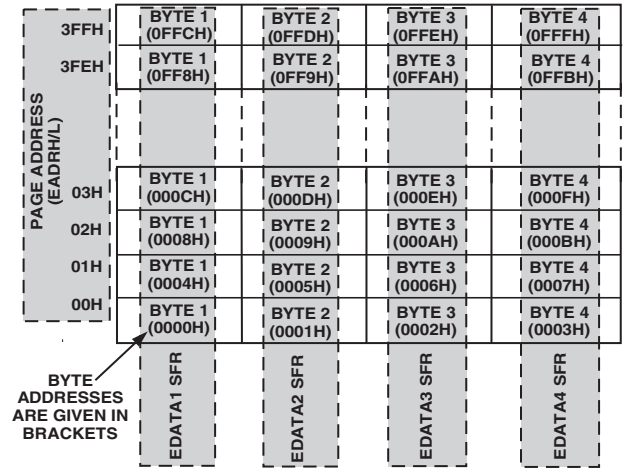 3FFH
BYTE 1 BYTE 2 BYTE 3 BYTE 4
(0FFCH) (0FFDH) (0FFEH) (0FFFH)
3FEH
BYTE 1 BYTE 2 BYTE 3 BYTE 4
(0FF8H) (0FF9H) (0FFAH) (0FFBH)
PAGE ADDRESS
(EADRH/L)
03H
BYTE 1 BYTE 2 BYTE 3 BYTE 4
(000CH) (000DH) (000EH) (000FH)
02H
BYTE 1 BYTE 2 BYTE 3 BYTE 4
(0008H) (0009H) (000AH) (000BH)
01H
BYTE 1 BYTE 2 BYTE 3 BYTE 4
(0004H) (0005H) (0006H) (0007H)
00H
BYTE 1 BYTE 2 BYTE 3 BYTE 4
(0000H) (0001H) (0002H) (0003H)
BYTE
ADDRESSES
ARE GIVEN IN
BRACKETS
EDATA1 SFR
EDATA2 SFR
EDATA3 SFR
EDATA4 SFR